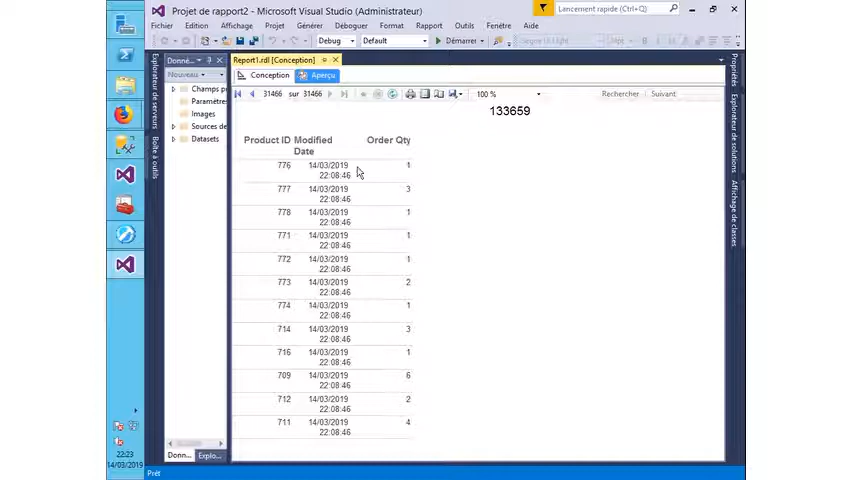 Projet de rapport2 - Microsoft Visual Studio (Administrateur)
Lancement rapide (Ctrl+Q)
Fichier Edition Affichage Projet Générer Déboguer Format Rapport Outils Fenêtre Aide
Debug Default Démarrer
Donné...
Report1.rdl [Conception]
Nouveau
Conception Aperçu
Champs p
Paramètres
Images
Sources de
Datasets
31466 sur 31466 100 % Rechercher Suivant
133659
Product ID Modified Date Order Qty
776 14/03/2019 22:08:46 1
777 14/03/2019 22:08:46 3
778 14/03/2019 22:08:46 1
771 14/03/2019 22:08:46 1
772 14/03/2019 22:08:46 1
773 14/03/2019 22:08:46 2
774 14/03/2019 22:08:46 1
714 14/03/2019 22:08:46 3
716 14/03/2019 22:08:46 1
709 14/03/2019 22:08:46 6
712 14/03/2019 22:08:46 2
711 14/03/2019 22:08:46 4
Explorateur de serveurs
Boîte à outils
Propriétés
Explorateur de solutions
Affichage de classes
Donn... Explo...
Prêt
22:23
14/03/2019